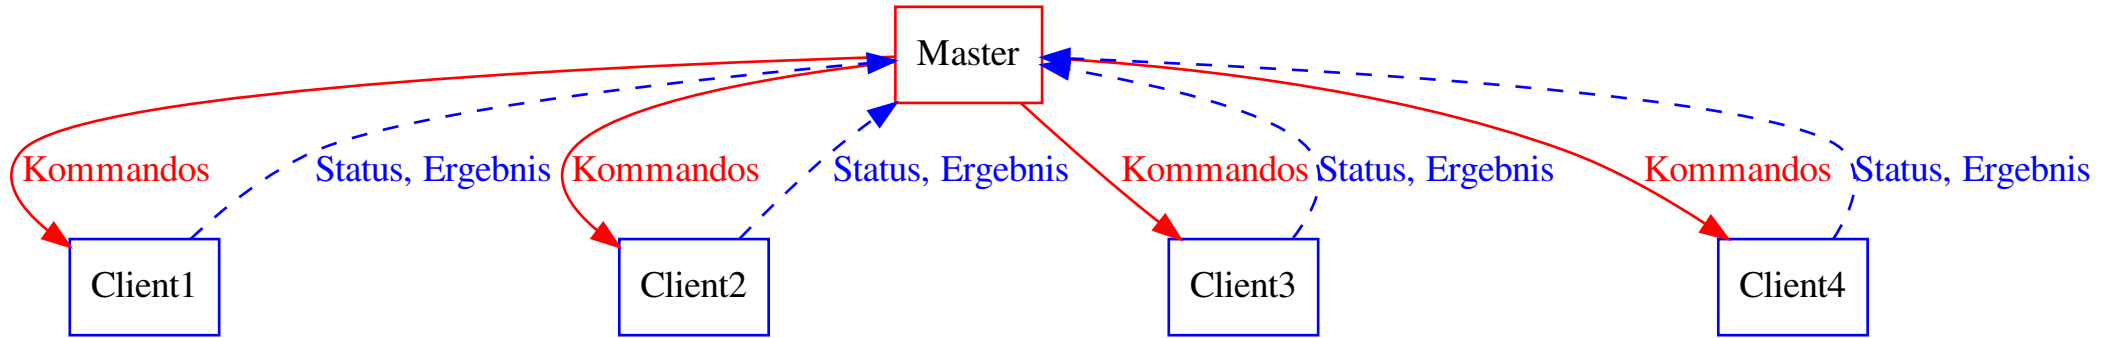 Master
Kommandos
Status, Ergebnis
Kommandos
Status, Ergebnis
Kommandos
Status, Ergebnis
Kommandos
Status, Ergebnis
Client1
Client2
Client3
Client4